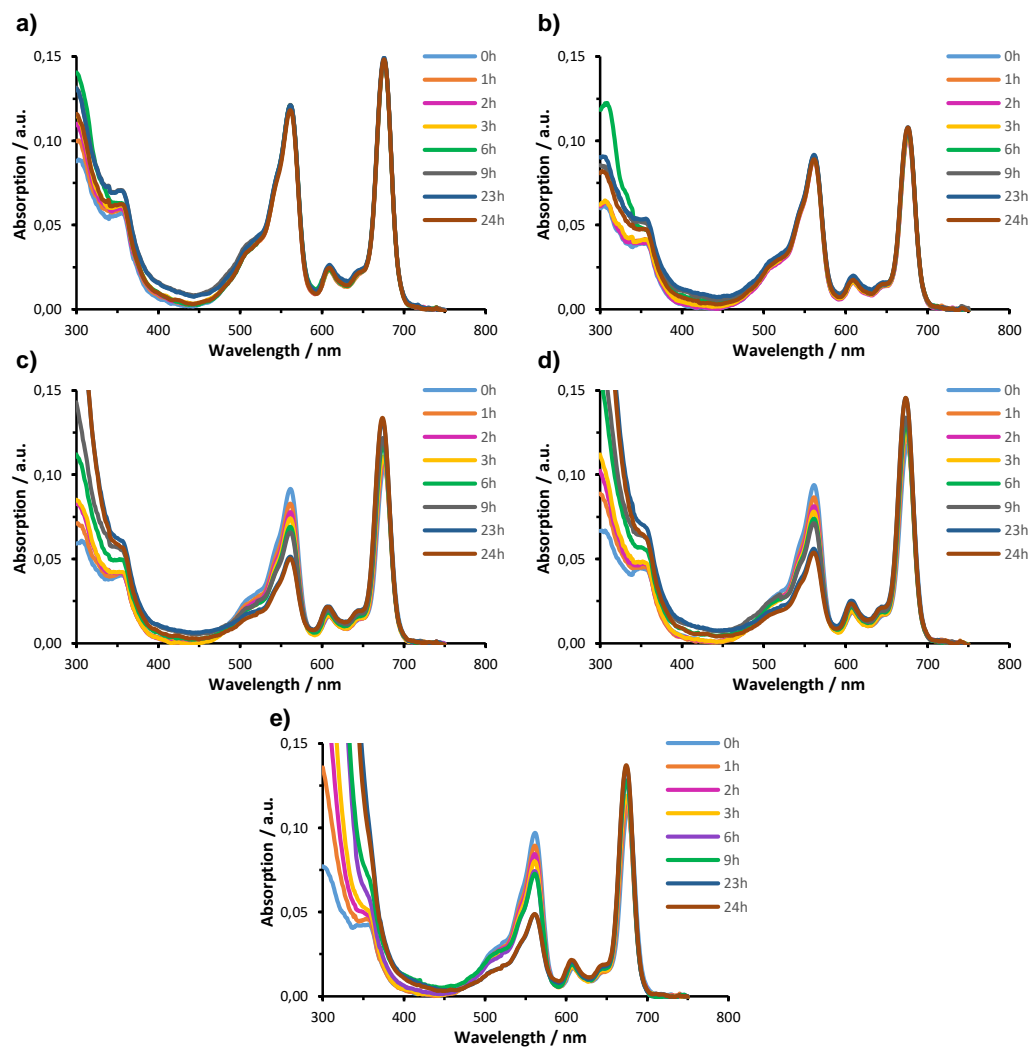 a)
0,15
0,10
0,05
0,00
Absorption / a.u.
300 400 500 600 700 800
Wavelength / nm
0h
1h
2h
3h
6h
9h
23h
24h
b)
0,15
0,10
0,05
0,00
Absorption / a.u.
300 400 500 600 700 800
Wavelength / nm
0h
1h
2h
3h
6h
9h
23h
24h
c)
0,15
0,10
0,05
0,00
Absorption / a.u.
300 400 500 600 700 800
Wavelength / nm
0h
1h
2h
3h
6h
9h
23h
24h
d)
0,15
0,10
0,05
0,00
Absorption / a.u.
300 400 500 600 700 800
Wavelength / nm
0h
1h
2h
3h
6h
9h
23h
24h
e)
0,15
0,10
0,05
0,00
Absorption / a.u.
300 400 500 600 700 800
Wavelength / nm
0h
1h
2h
3h
6h
9h
23h
24h